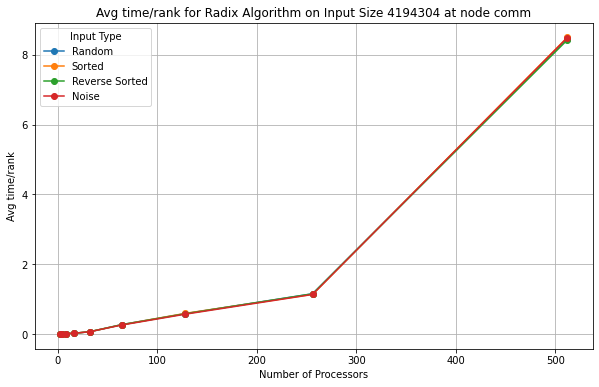 Avg time/rank for Radix Algorithm on Input Size 4194304 at node comm
Input Type
Random
Sorted
Reverse Sorted
Noise
Avg time/rank
8
6
4
2
0
0
100
200
300
400
500
Number of Processors